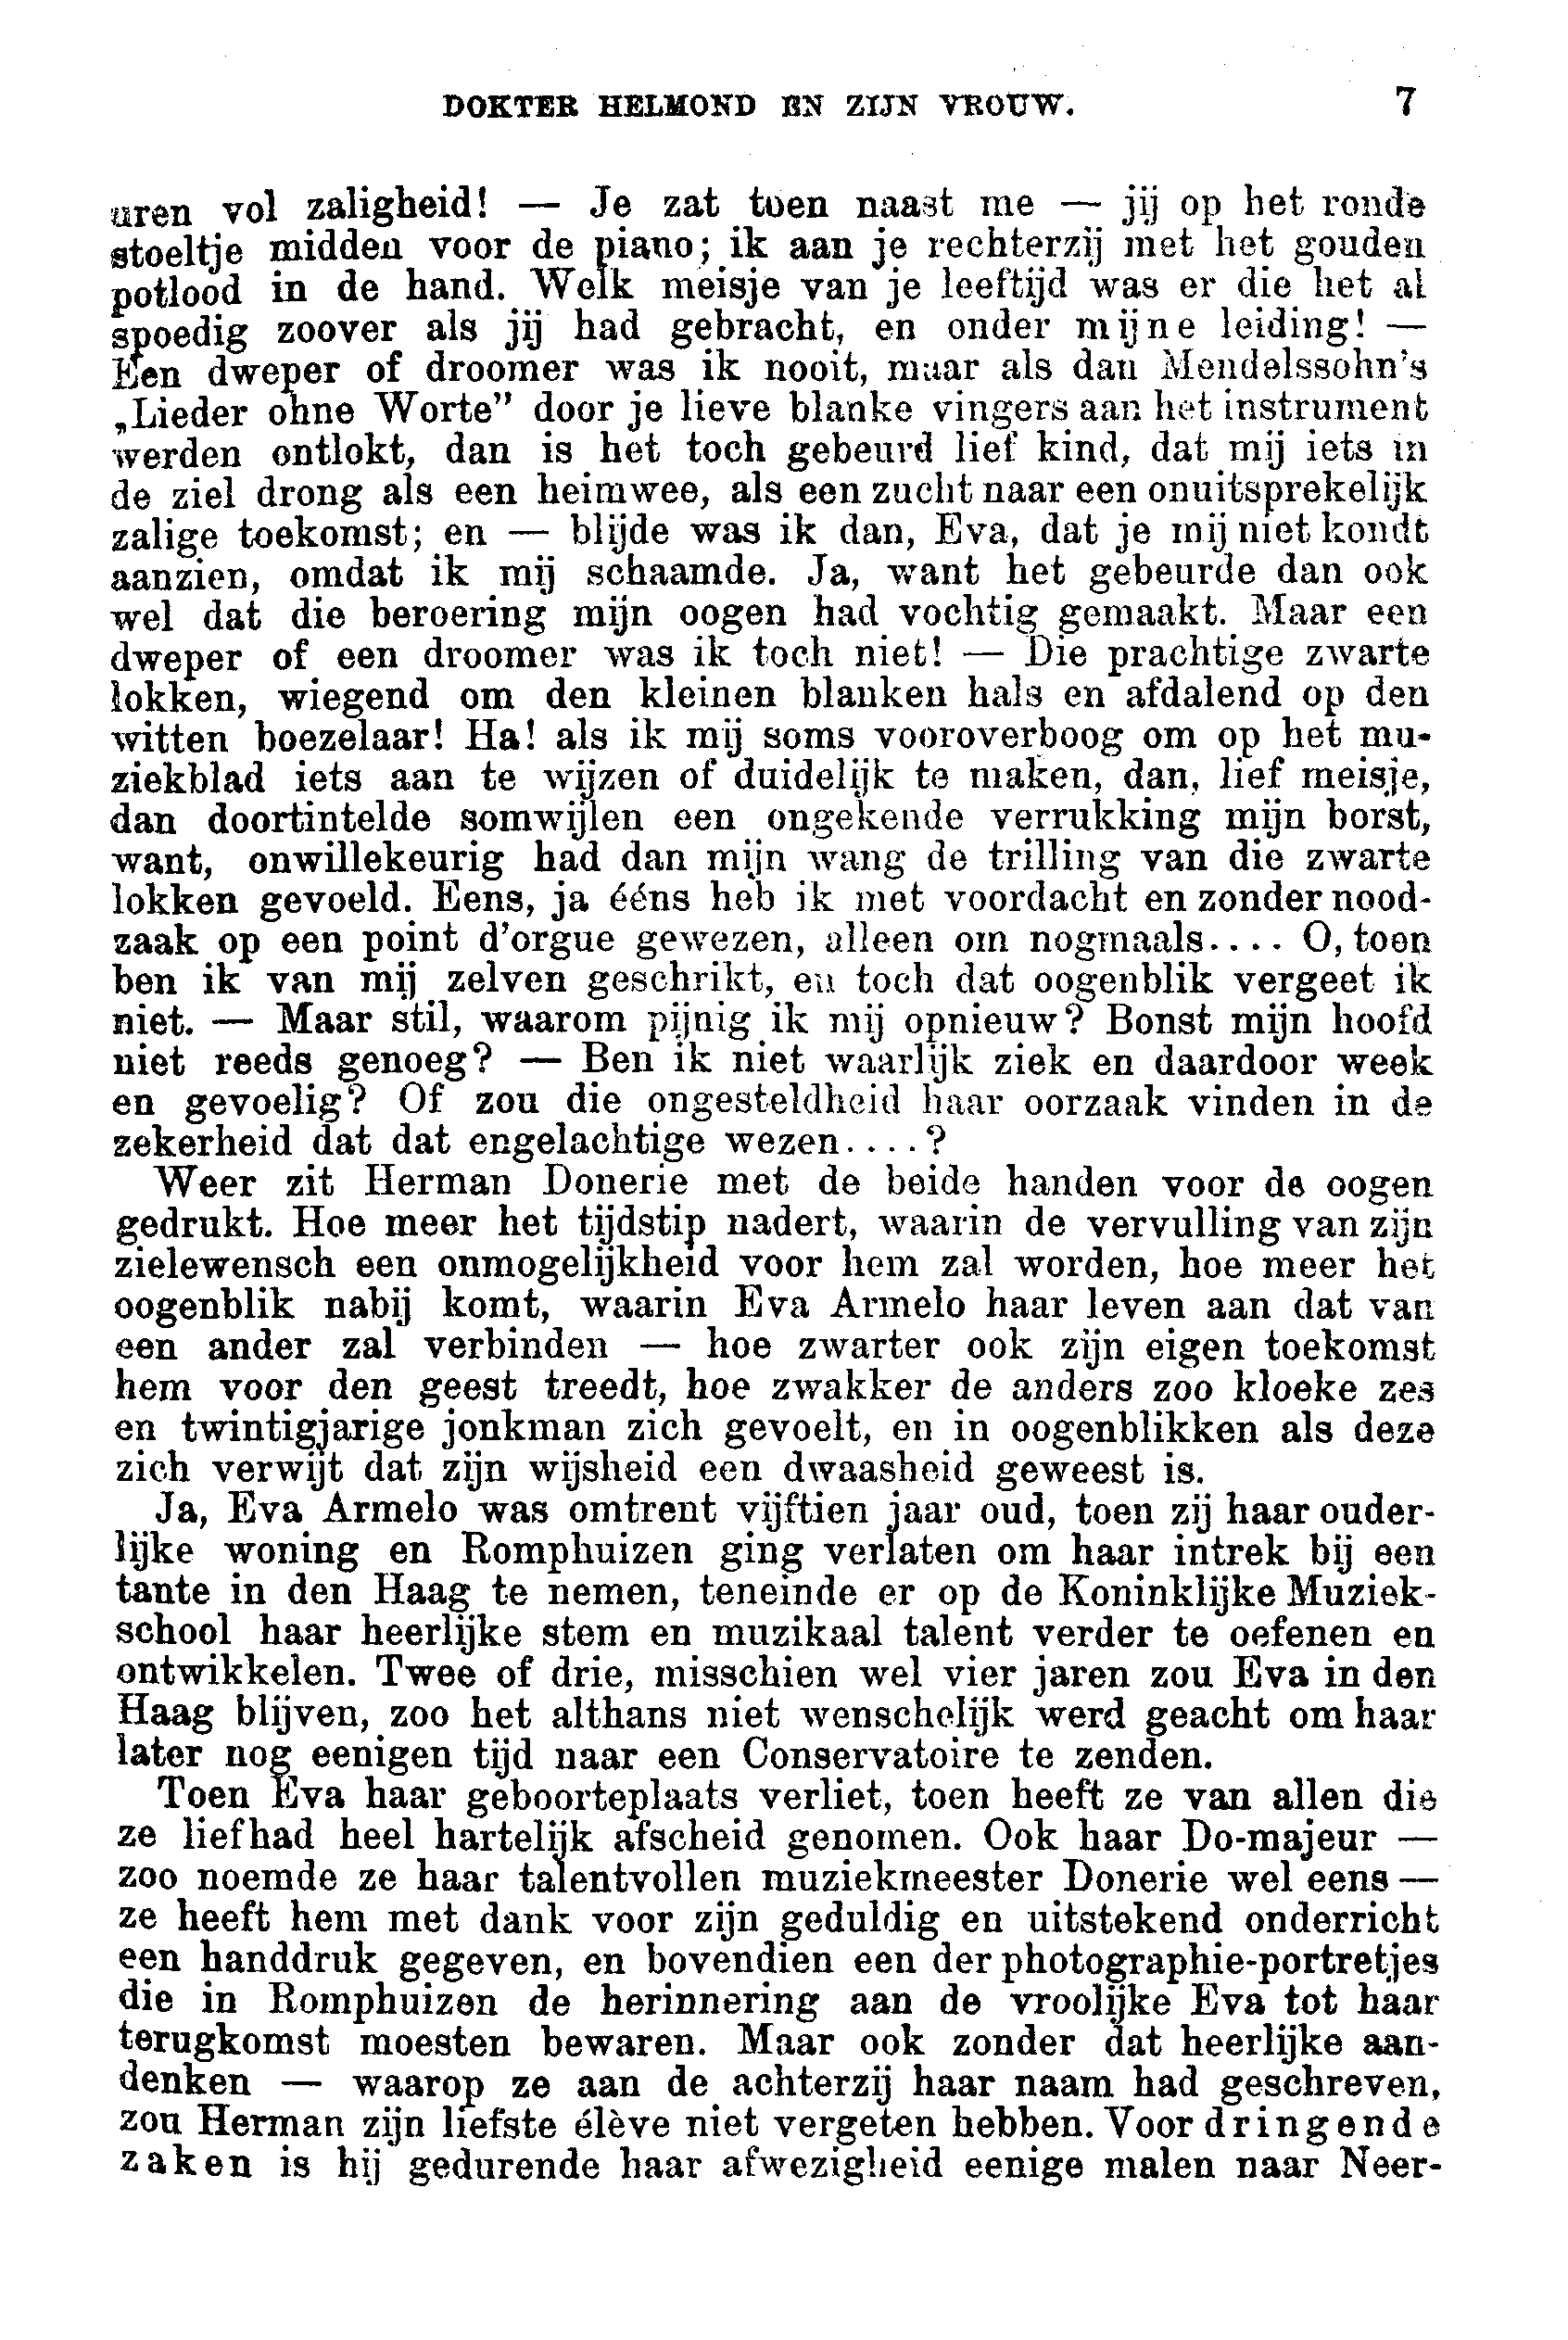 DOKTER HELMOND EN ZIJN VROUW. 7
uren vol zaligheid! — Je zat toen naast me — jij op het ronde
stoeltje midden voor de piano; ik aan je rechterzij met het gouden
potlood in de hand. Welk meisje van je leeftijd was er die het al
spoedig zoover als jij had gebracht, en onder mijne leiding! —
Een dweper of droomer was ik nooit, maar als dan Mendelssohn's
„Lieder ohne Worte” door je lieve blanke vingers aan het instrument
werden ontlokt, dan is het toch gebeurd lief kind, dat mij iets in
de ziel drong als een heimwee, als een zucht naar een onuitsprekelijk
zalige toekomst; en — blijde was ik dan, Eva, dat je mij niet kondt
aanzien, omdat ik mij schaamde. Ja, want het gebeurde dan ook
wel dat die beroering mijn oogen had vochtig gemaakt. Maar een
dweper of een droomer was ik toch niet! — Die prachtige zwarte
lokken, wiegend om den kleinen blanken hals en afdalend op den
witten boezelaar! Ha! als ik mij soms vooroverboog om op het mu-
ziekblad iets aan te wijzen of duidelijk te maken, dan, lief meisje,
dan doortintelde somwijlen een ongekende verrukking mijn borst,
want, onwillekeurig had dan mijn wang de trilling van die zwarte
lokken gevoeld. Eens, ja ééns heb ik met voordacht en zonder nood-
zaak op een point d'orgue gewezen, alleen om nogmaals.... O, toen
ben ik van mij zelven geschrikt, en toch dat oogenblik vergeet ik
niet. — Maar stil, waarom pijnig ik mij opnieuw? Bonst mijn hoofd
niet reeds genoeg? — Ben ik niet waarlijk ziek en daardoor week
en gevoelig? Of zou die ongesteldheid haar oorzaak vinden in de
zekerheid dat dat engelachtige wezen....?
Weer zit Herman Donerie met de beide handen voor de oogen
gedrukt. Hoe meer het tijdstip nadert, waarin de vervulling van zijn
zielewensch een onmogelijkheid voor hem zal worden, hoe meer het
oogenblik nabij komt, waarin Eva Armelo haar leven aan dat van
een ander zal verbinden — hoe zwarter ook zijn eigen toekomst
hem voor den geest treedt, hoe zwakker de anders zoo kloeke zes
en twintigjarige jonkman zich gevoelt, en in oogenblikken als deze
zich verwijt dat zijn wijsheid een dwaasheid geweest is.
Ja, Eva Armelo was omtrent vijftien jaar oud, toen zij haar ouder-
lijke woning en Romphuizen ging verlaten om haar intrek bij een
tante in den Haag te nemen, teneinde er op de Koninklijke Muziek-
school haar heerlijke stem en muzikaal talent verder te oefenen en
ontwikkelen. Twee of drie, misschien wel vier jaren zou Eva in den
Haag blijven, zoo het althans niet wenschelijk werd geacht om haar
later nog eenigen tijd naar een Conservatoire te zenden.
Toen Eva haar geboorteplaats verliet, toen heeft ze van allen die
ze liefhad heel hartelijk afscheid genomen. Ook haar Do-majeur —
zoo noemde ze haar talentvollen muziekmeester Donerie wel eens —
ze heeft hem met dank voor zijn geduldig en uitstekend onderricht
een handdruk gegeven, en bovendien een der photographie-portretjes
die in Romphuizen de herinnering aan de vroolijke Eva tot haar
terugkomst moesten bewaren. Maar ook zonder dat heerlijke aan-
denken — waarop ze aan de achterzij haar naam had geschreven,
zou Herman zijn liefste élève niet vergeten hebben. Voor dringende
zaken is hij gedurende haar afwezigheid eenige malen naar Neer-